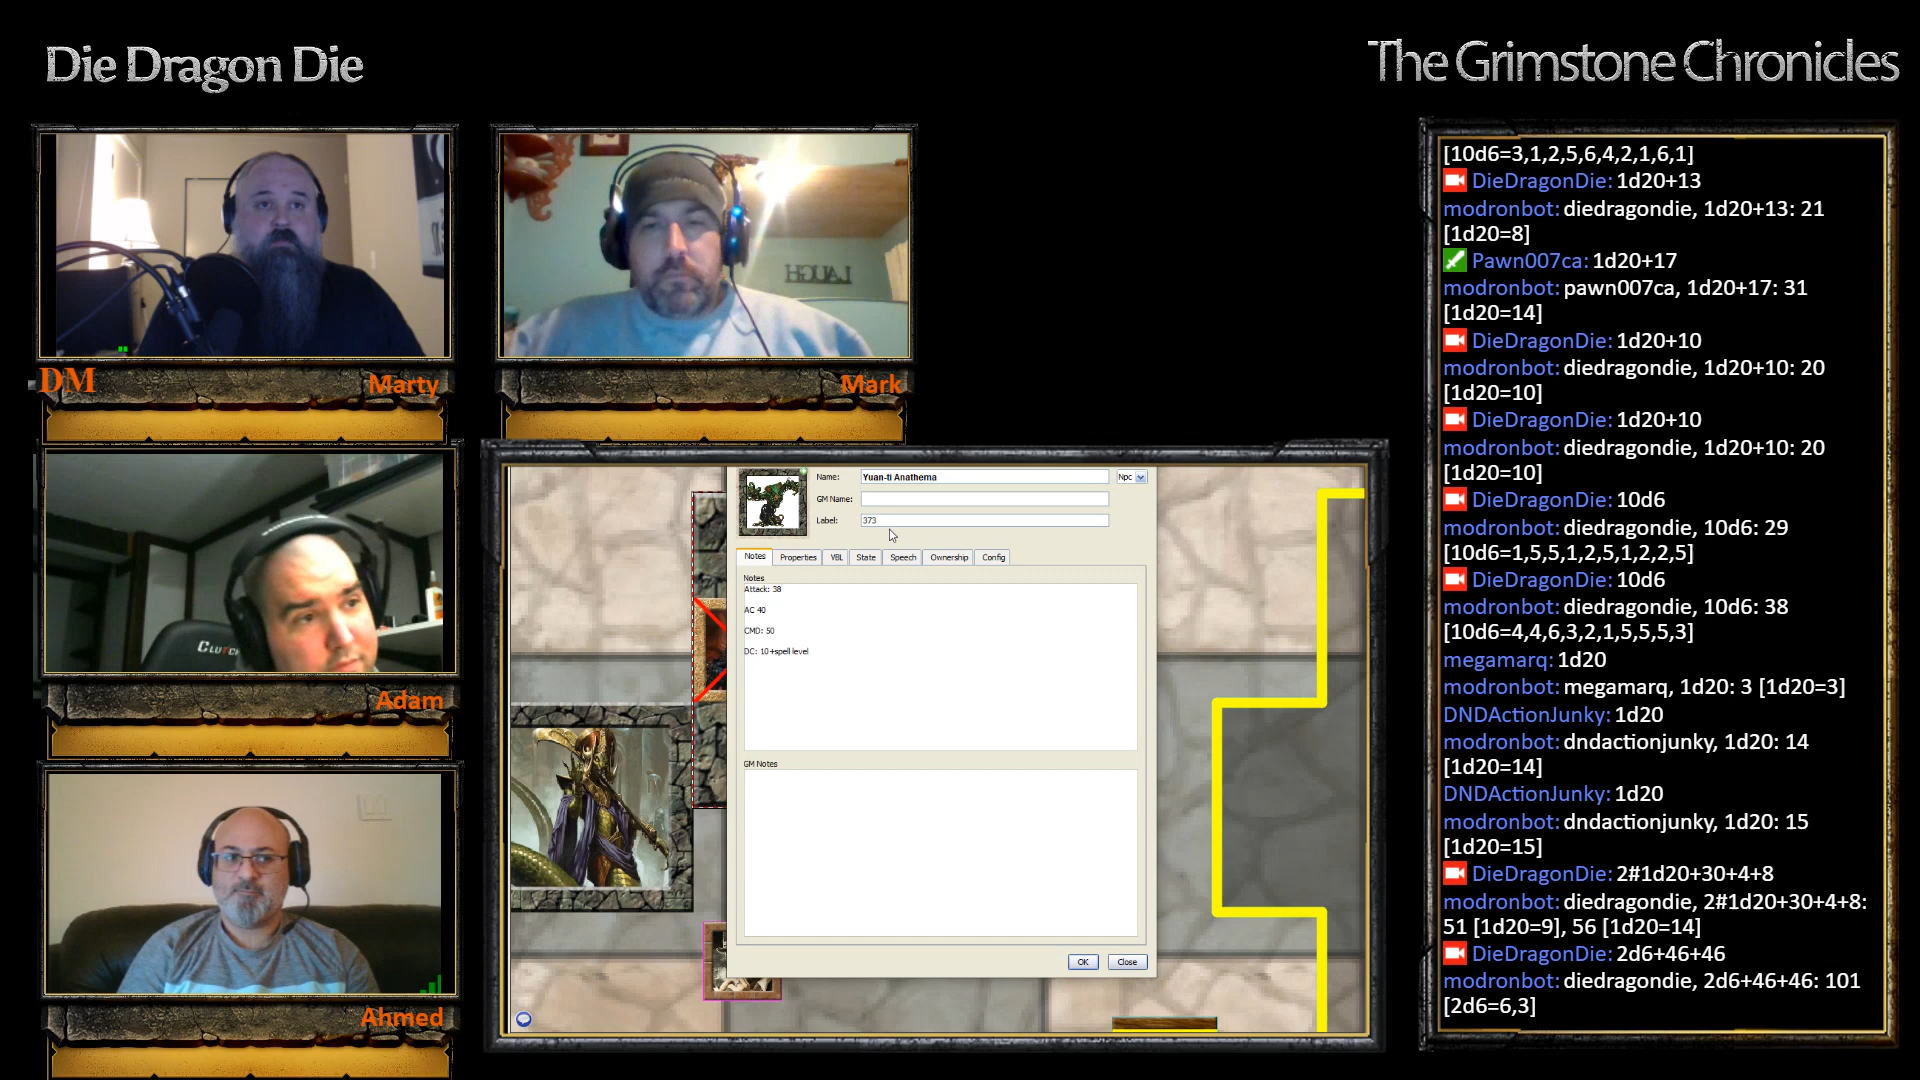 Die Dragon Die
The Grimstone Chronicles
LAUGH
DM
Marty
Mark
CLUTCH
Adam
Ahmed
Name:
Yuan-ti Anathema
Npc
GM Name:
Label:
373
Notes
Properties
VBL
State
Speech
Ownership
Config
Notes
Attack: 38
AC 40
CMD: 50
DC: 10+spell level
GM Notes
OK
Close
[10d6=3,1,2,5,6,4,2,1,6,1]
DieDragonDie: 1d20+13
modronbot: diedragondie, 1d20+13: 21
[1d20=8]
Pawn007ca: 1d20+17
modronbot: pawn007ca, 1d20+17: 31
[1d20=14]
DieDragonDie: 1d20+10
modronbot: diedragondie, 1d20+10: 20
[1d20=10]
DieDragonDie: 1d20+10
modronbot: diedragondie, 1d20+10: 20
[1d20=10]
DieDragonDie: 10d6
modronbot: diedragondie, 10d6: 29
[10d6=1,5,5,1,2,5,1,2,2,5]
DieDragonDie: 10d6
modronbot: diedragondie, 10d6: 38
[10d6=4,4,6,3,2,1,5,5,5,3]
megamarq: 1d20
modronbot: megamarq, 1d20: 3 [1d20=3]
DNDActionJunky: 1d20
modronbot: dndactionjunky, 1d20: 14
[1d20=14]
DNDActionJunky: 1d20
modronbot: dndactionjunky, 1d20: 15
[1d20=15]
DieDragonDie: 2#1d20+30+4+8
modronbot: diedragondie, 2#1d20+30+4+8:
51 [1d20=9], 56 [1d20=14]
DieDragonDie: 2d6+46+46
modronbot: diedragondie, 2d6+46+46: 101
[2d6=6,3]